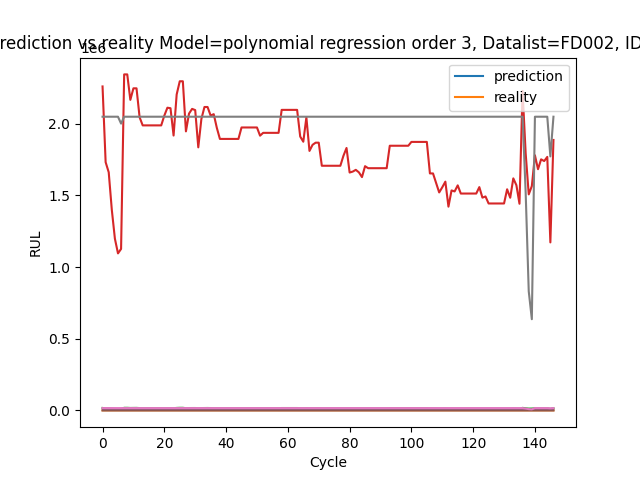 rediction vs reality Model=polynomial regression order 3, Datalist=FD002, ID
1e6
prediction
reality
RUL
2.0
1.5
1.0
0.5
0.0
0 20 40 60 80 100 120 140
Cycle